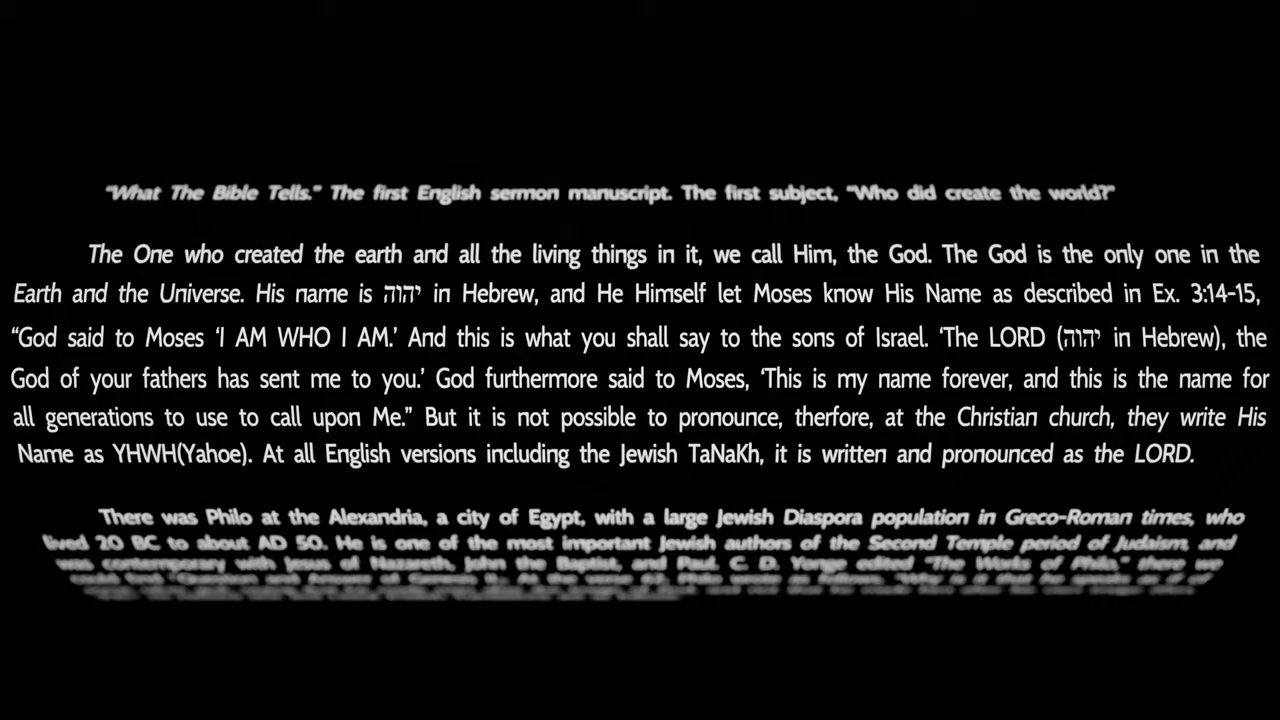 “What The Bible Tells.” The first English sermon manuscript. The first subject, “Who did create the world?”
The One who created the earth and all the living things in it, we call Him, the God. The God is the only one in the
Earth and the Universe. His name is יהוה in Hebrew, and He Himself let Moses know His Name as described in Ex. 3:14-15,
“God said to Moses ‘I AM WHO I AM.’ And this is what you shall say to the sons of Israel. ‘The LORD (יהוה in Hebrew), the
God of your fathers has sent me to you.’ God furthermore said to Moses, ‘This is my name forever, and this is the name for
all generations to use to call upon Me.” But it is not possible to pronounce, therfore, at the Christian church, they write His
Name as YHWH(Yahoe). At all English versions including the Jewish TaNaKh, it is written and pronounced as the LORD.
There was Philo at the Alexandria, a city of Egypt, with a large Jewish Diaspora population in Greco-Roman times, who
lived 20 BC to about AD 50. He is one of the most important Jewish authors of the Second Temple period of Judaism, and
was contemporary with Jesus of Nazareth, John the Baptist, and Paul. C. D. Yonge edited “The Works of Philo,” there we